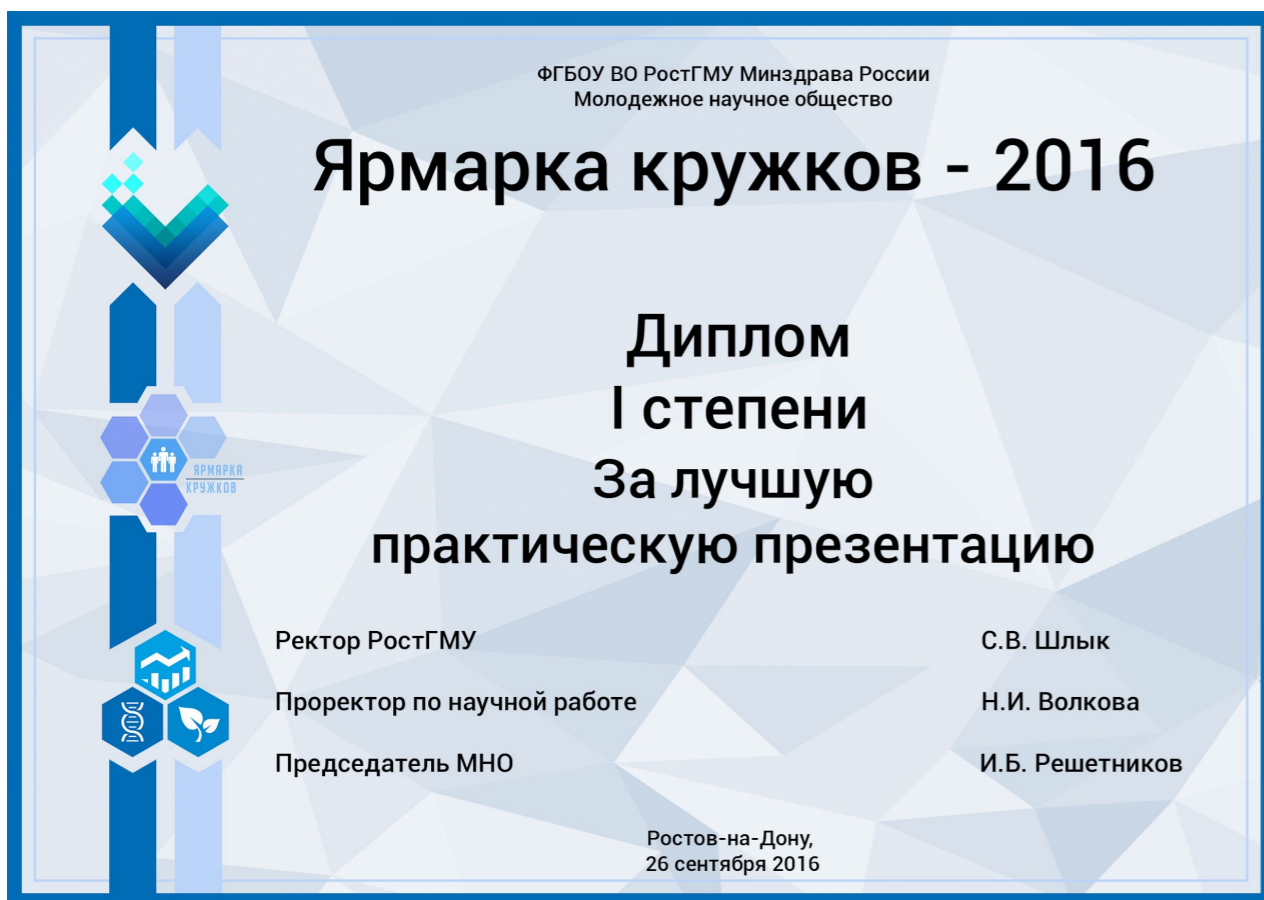 ФГБОУ ВО РостГМУ Минздрава России
Молодежное научное общество
Ярмарка кружков - 2016
Диплом
I степени
За лучшую
практическую презентацию
ЯРМАРКА
КРУЖКОВ
Ректор РостГМУ С.В. Шлык
Проректор по научной работе Н.И. Волкова
Председатель МНО И.Б. Решетников
Ростов-на-Дону,
26 сентября 2016